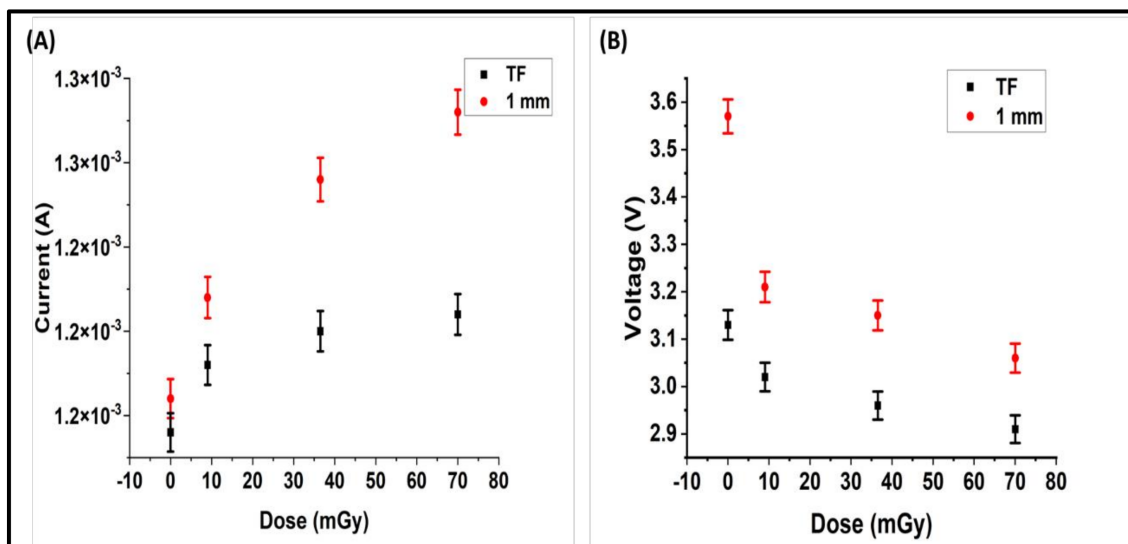 (A)
TF
1 mm
1.3×10⁻³
1.3×10⁻³
1.2×10⁻³
1.2×10⁻³
1.2×10⁻³
Current (A)
-10 0 10 20 30 40 50 60 70 80
Dose (mGy)
(B)
TF
1 mm
3.6
3.5
3.4
3.3
3.2
3.1
3.0
2.9
Voltage (V)
-10 0 10 20 30 40 50 60 70 80
Dose (mGy)